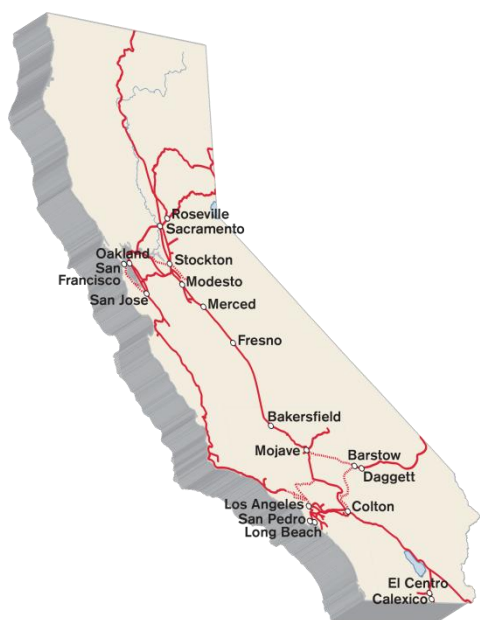 Roseville
Sacramento
Oakland
San
Francisco
Stockton
Modesto
San Jose
Merced
Fresno
Bakersfield
Mojave
Barstow
Daggett
Los Angeles
Colton
San Pedro
Long Beach
El Centro
Calexico